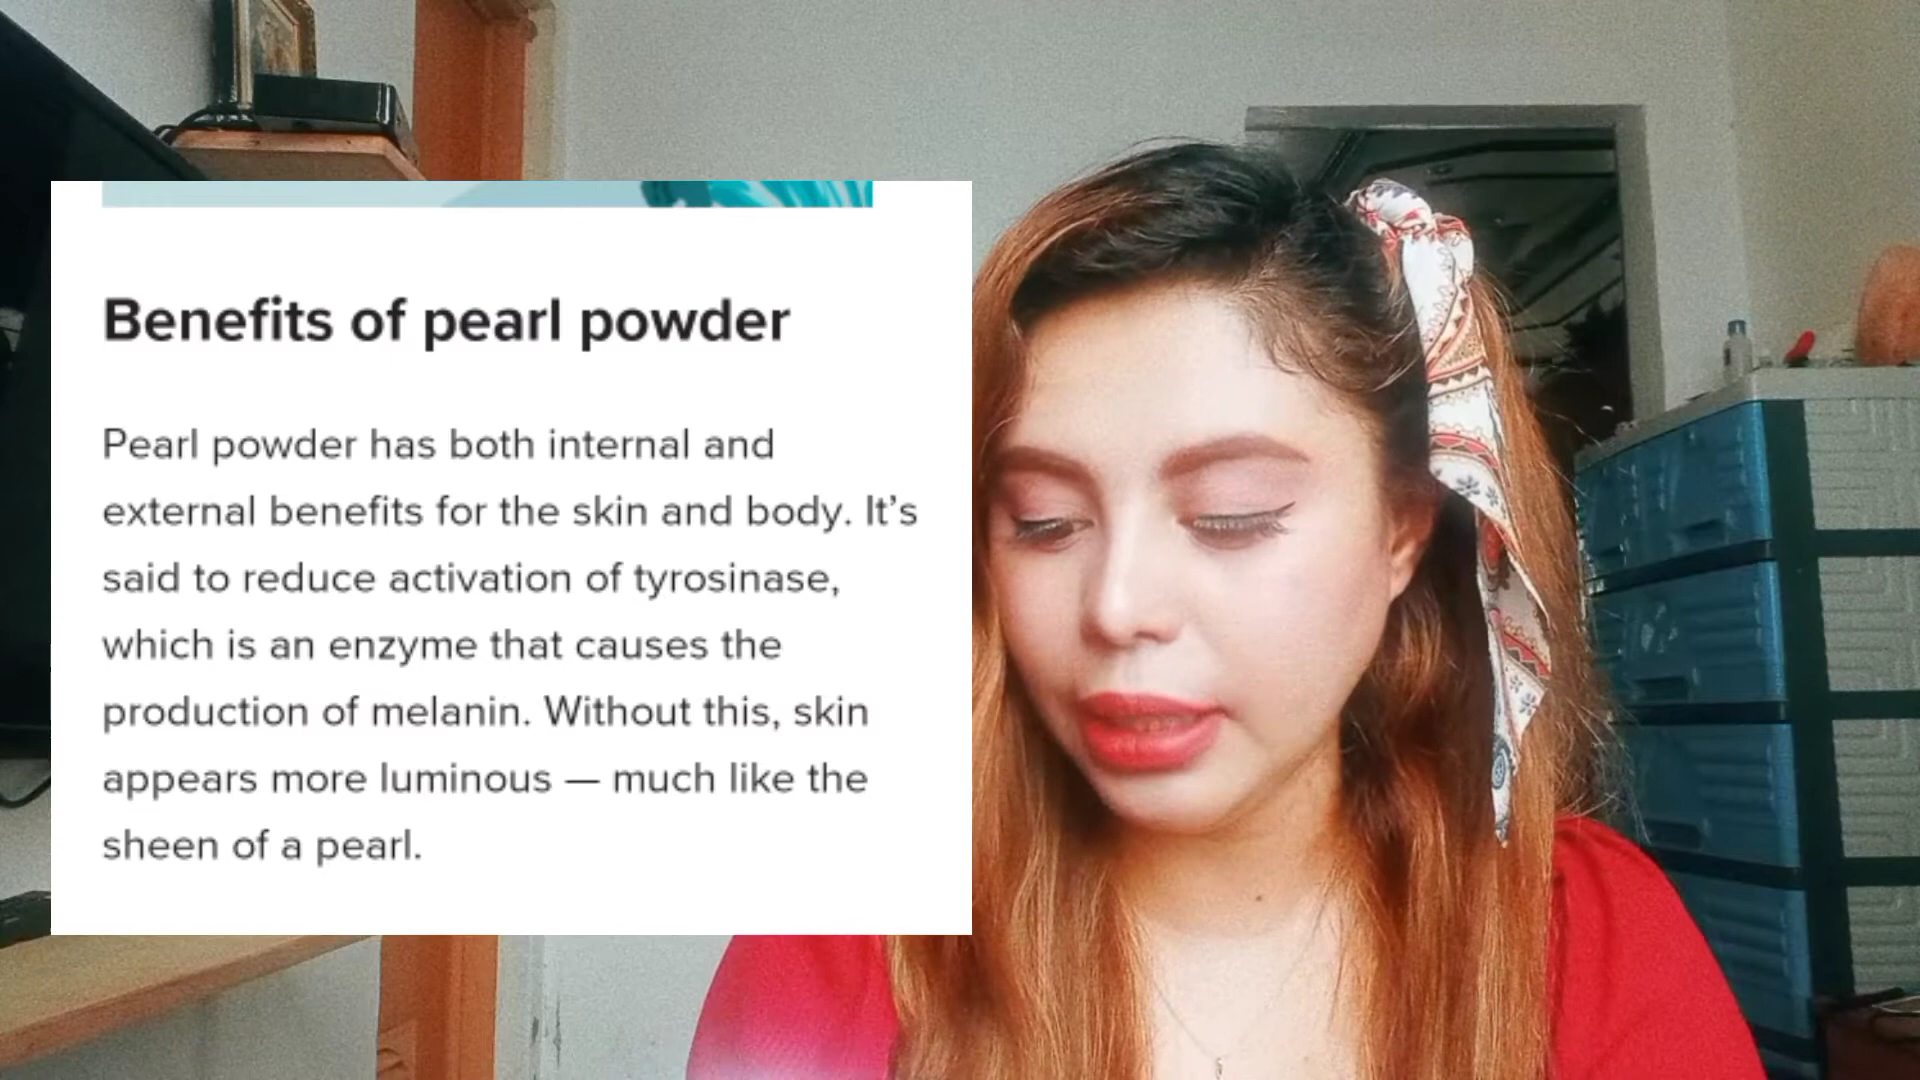 Benefits of pearl powder
Pearl powder has both internal and
external benefits for the skin and body. It's
said to reduce activation of tyrosinase,
which is an enzyme that causes the
production of melanin. Without this, skin
appears more luminous — much like the
sheen of a pearl.